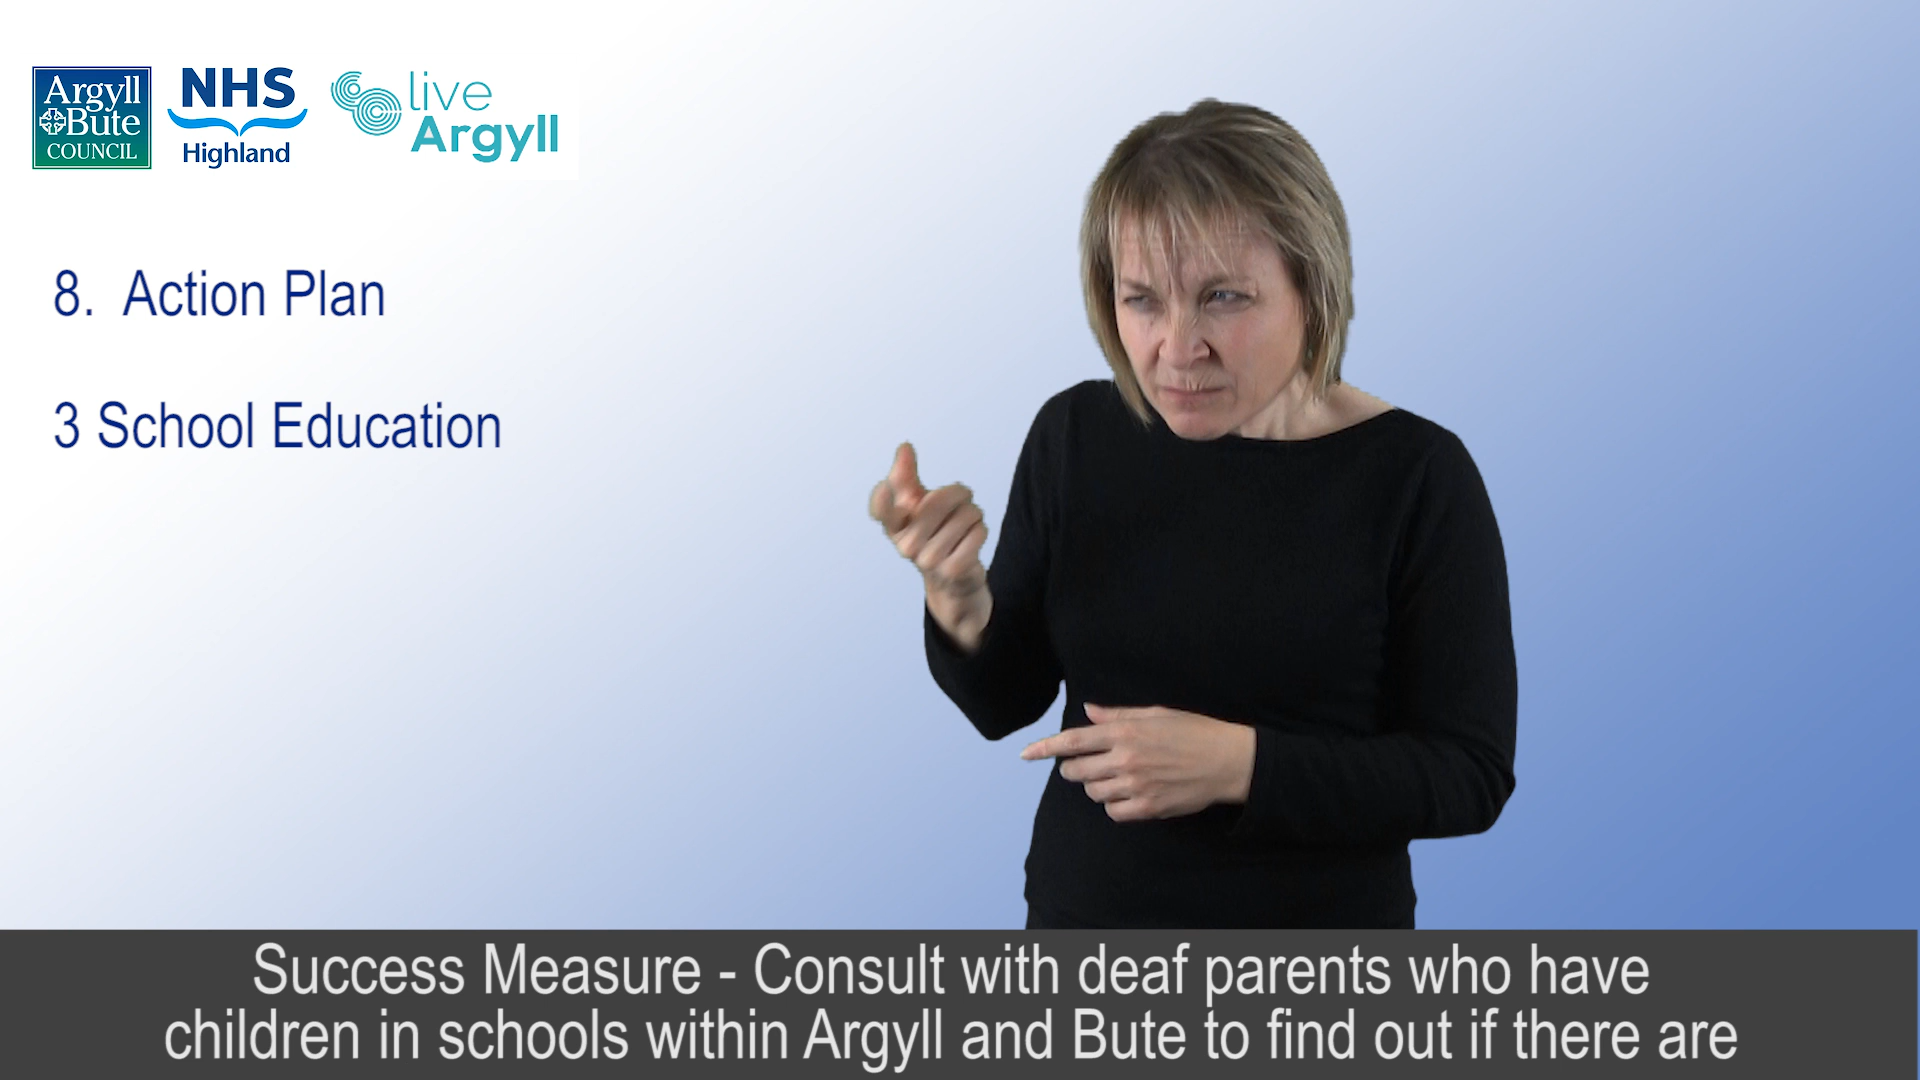 Argyll
Bute
COUNCIL
NHS
Highland
live
Argyll
8. Action Plan
3 School Education
Success Measure - Consult with deaf parents who have
children in schools within Argyll and Bute to find out if there are